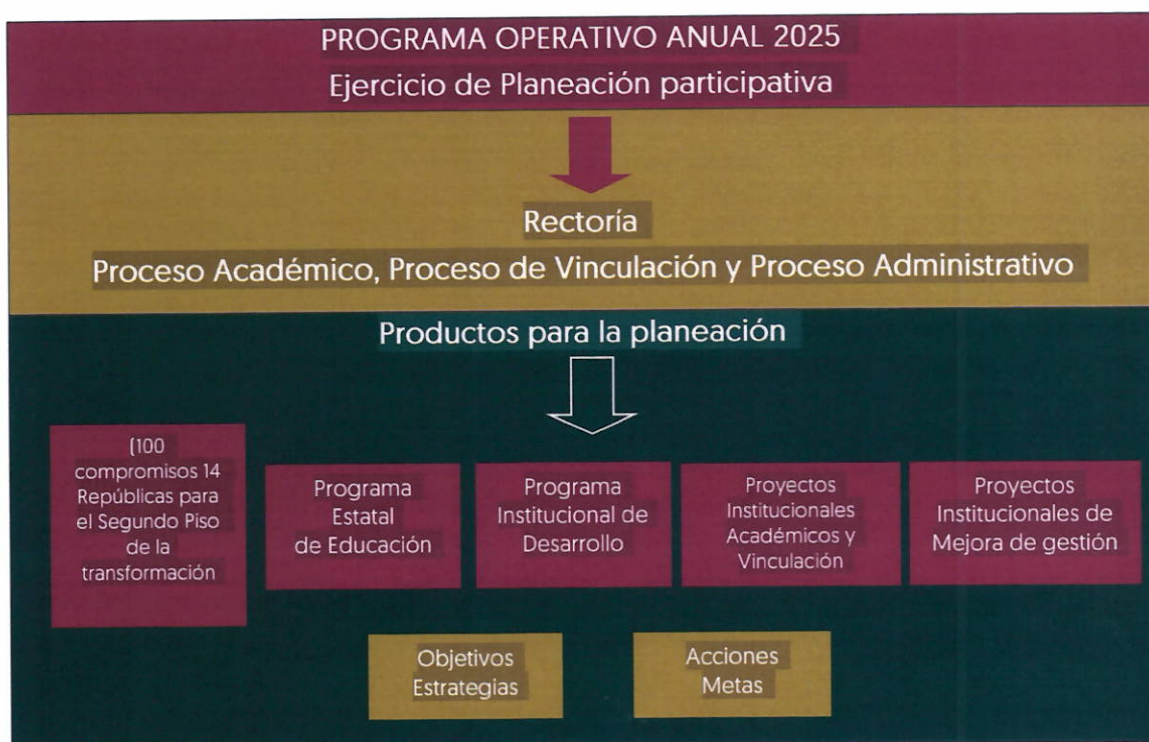 PROGRAMA OPERATIVO ANUAL 2025
Ejercicio de Planeación participativa
Rectoría
Proceso Académico, Proceso de Vinculación y Proceso Administrativo
Productos para la planeación
(100
compromisos 14
Repúblicas para
el Segundo Piso
de la
transformación
Programa
Estatal
de Educación
Programa
Institucional de
Desarrollo
Proyectos
Institucionales
Académicos y
Vinculación
Proyectos
Institucionales de
Mejora de gestión
Objetivos
Estrategias
Acciones
Metas